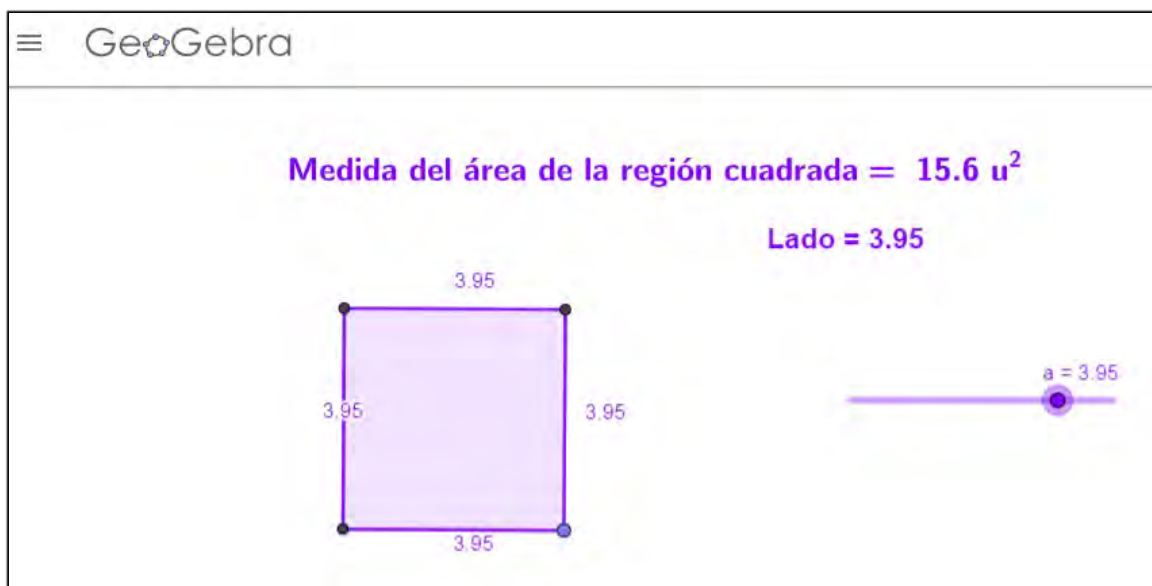 GeoGebra
Medida del área de la región cuadrada = 15.6 u²
Lado = 3.95
3.95
a = 3.95
3.95
3.95
3.95